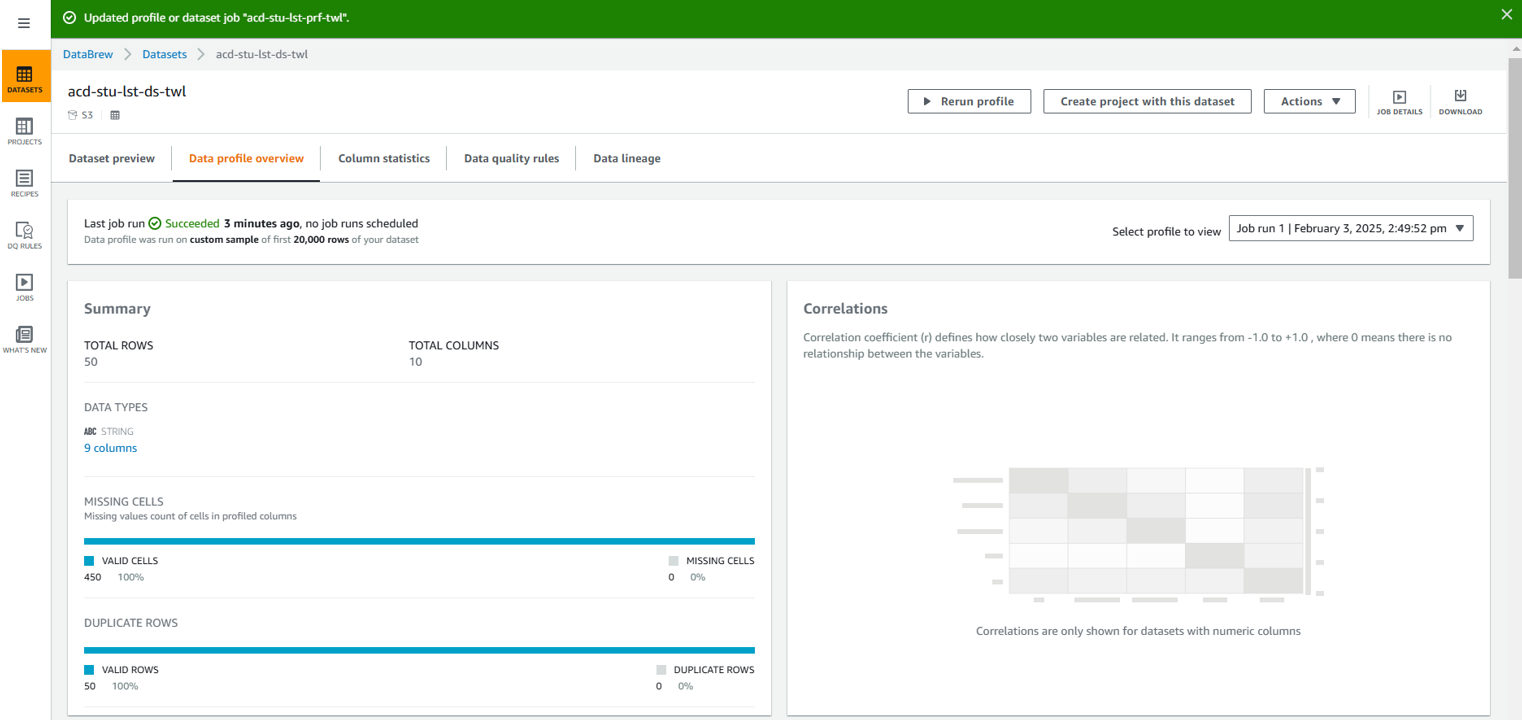 Updated profile or dataset job "acd-stu-lst-prf-twl".
DataBrew
Datasets
acd-stu-lst-ds-twl
DATASETS
PROJECTS
RECIPES
DQ RULES
JOBS
WHAT'S NEW
acd-stu-lst-ds-twl
S3
Rerun profile
Create project with this dataset
Actions
JOB DETAILS
DOWNLOAD
Dataset preview
Data profile overview
Column statistics
Data quality rules
Data lineage
Last job run Succeeded 3 minutes ago, no job runs scheduled
Data profile was run on custom sample of first 20,000 rows of your dataset
Select profile to view
Job run 1 | February 3, 2025, 2:49:52 pm
Summary
TOTAL ROWS
50
TOTAL COLUMNS
10
DATA TYPES
ABC STRING
9 columns
MISSING CELLS
Missing values count of cells in profiled columns
VALID CELLS
450 100%
MISSING CELLS
0 0%
DUPLICATE ROWS
VALID ROWS
50 100%
DUPLICATE ROWS
0 0%
Correlations
Correlation coefficient (r) defines how closely two variables are related. It ranges from -1.0 to +1.0 , where 0 means there is no
relationship between the variables.
Correlations are only shown for datasets with numeric columns